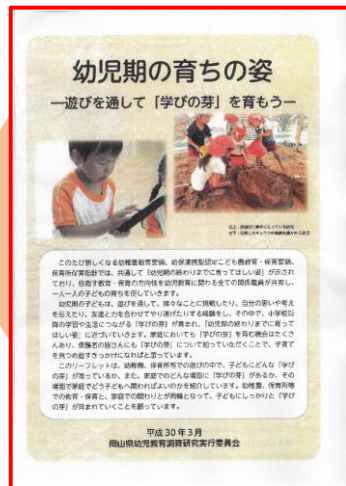 幼児期の育ちの姿
―遊びを通して「学びの芽」を育もう―
このたび新しくなる幼稚園教育要領、幼保連携型認定こども園教育・保育要領、
保育所保育指針では、共通して「幼児期の終わりまでに育ってほしい姿」が示され
ており、目指す教育・保育の方向性を幼児教育に関わる全ての関係者が共有し、
一人一人の子どもの育ちを促していきます。
幼児期の子どもは、遊びを通して、様々なことに挑戦したり、自分の思いや考え
を伝えたり、友達と力を合わせてやり遂げたりする経験をし、その中で、小学校以
降の学習や生活につながる「学びの芽」が育まれ、「幼児期の終わりまでに育って
ほしい姿」に近づいていきます。家庭においても「学びの芽」を育む機会はたくさ
んあり、保護者の皆さんにも「学びの芽」について知っていただくことで、子育て
を見つめ直すきっかけになればと思っています。
このリーフレットは、幼稚園、保育所等での遊びの中で、子どもにどんな「学び
の芽」が育っているか、また、家庭でのどんな場面に「学びの芽」があるか、その
場面で家庭でどう子どもへ関わればよいのかを紹介しています。幼稚園、保育所等
での教育・保育と、家庭での関わりとが両輪となって、子どもにしっかりと「学び
の芽」が育まれていくことを願っています。
平成30年3月
岡山県幼児教育調査研究実行委員会